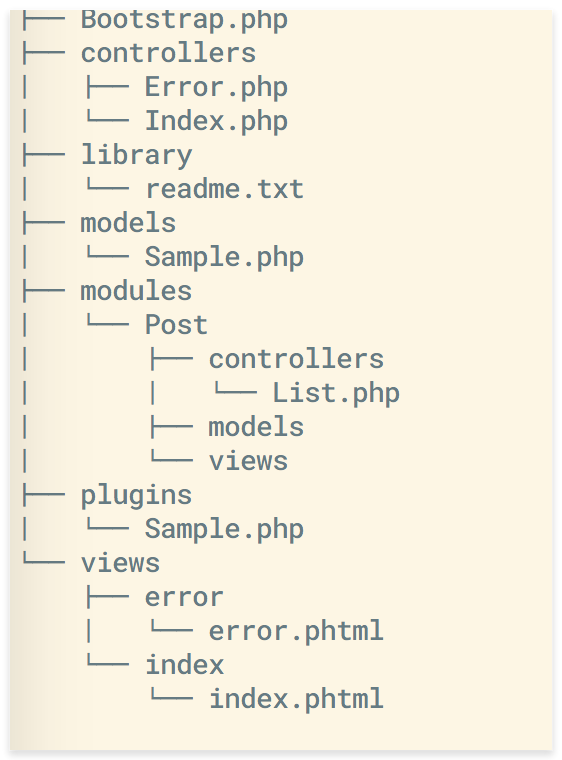 ├── Bootstrap.php
├── controllers
│   ├── Error.php
│   └── Index.php
├── library
│   └── readme.txt
├── models
│   └── Sample.php
├── modules
│   └── Post
│       ├── controllers
│       │   └── List.php
│       ├── models
│       └── views
├── plugins
│   └── Sample.php
└── views
    ├── error
    │   └── error.phtml
    └── index
        └── index.phtml